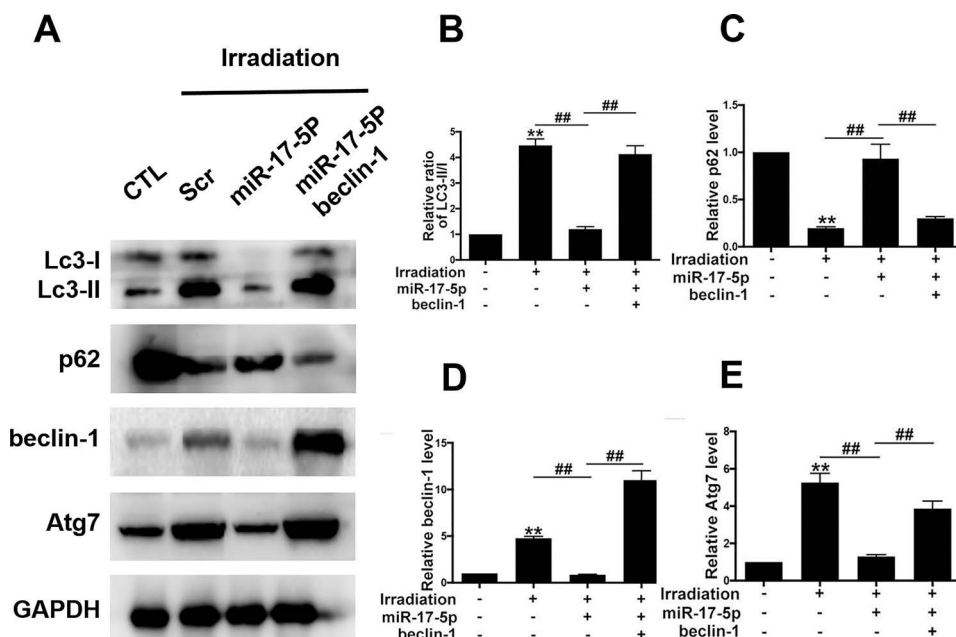 A
Irradiation
CTL
Scr
miR-17-5P
miR-17-5P
beclin-1
Lc3-I
Lc3-II
p62
beclin-1
Atg7
GAPDH
B
Relative ratio
of LC3-II/I
5
4
3
2
1
0
**
##
##
Irradiation - + + +
miR-17-5p - - + +
beclin-1 - - - +
C
Relative p62 level
1.5
1.0
0.5
0.0
**
##
##
Irradiation - + + +
miR-17-5p - - + +
beclin-1 - - - +
D
Relative beclin-1 level
15
10
5
0
**
##
##
Irradiation - + + +
miR-17-5p - - + +
beclin-1 - - - +
E
Relative Atg7 level
8
6
4
2
0
**
##
##
Irradiation - + + +
miR-17-5p - - + +
beclin-1 - - - +